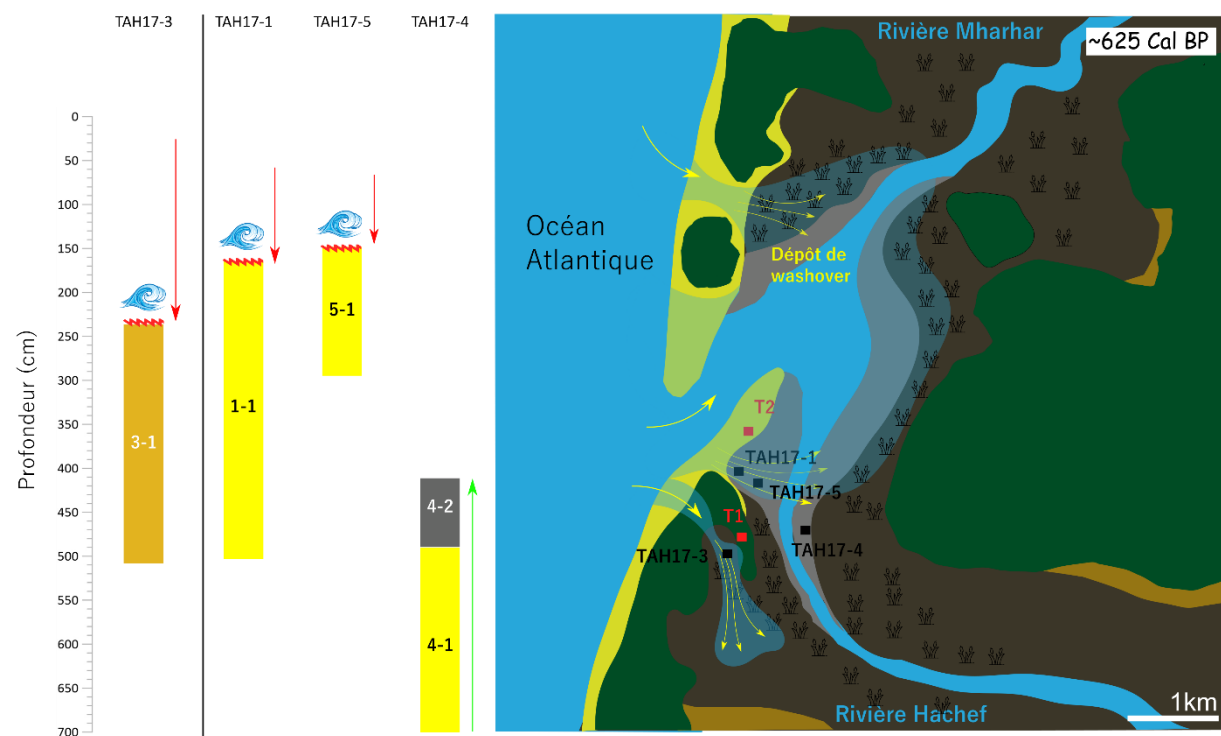 TAH17-3
TAH17-1
TAH17-5
TAH17-4
Profondeur (cm)
0
50
100
150
200
250
300
350
400
450
500
550
600
650
700
3-1
1-1
5-1
4-2
4-1
Rivière Mharhar
~625 Cal BP
Océan
Atlantique
Dépôt de
washover
T2
TAH17-1
TAH17-5
T1
TAH17-3
TAH17-4
Rivière Hachef
1km